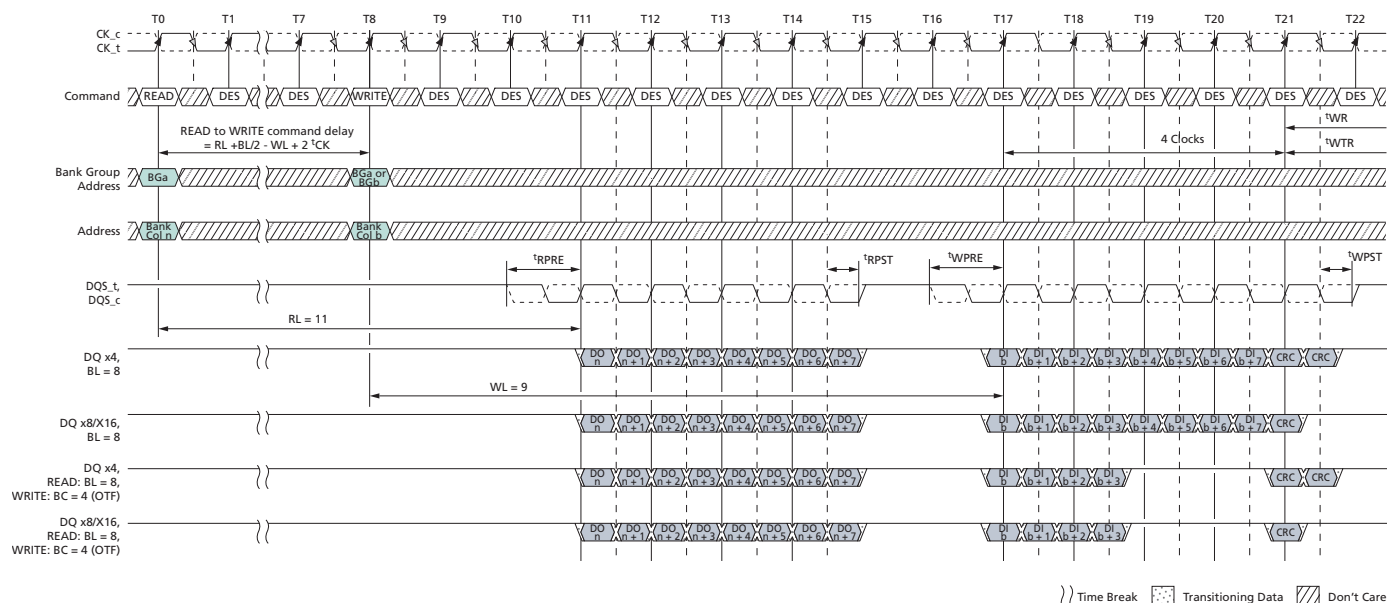 T0 T1 T7 T8 T9 T10 T11 T12 T13 T14 T15 T16 T17 T18 T19 T20 T21 T22
CK_c
CK_t
Command READ DES DES WRITE DES DES DES DES DES DES DES DES DES DES DES DES DES DES
READ to WRITE command delay
= RL +BL/2 - WL + 2 tCK
tWR
4 Clocks
tWTR
Bank Group
Address
BGa
BGa or
BGb
Address
Bank
Col n
Bank
Col b
tRPRE tRPST tWPRE tWPST
DQS_t,
DQS_c
RL = 11
DQ x4,
BL = 8
DO n DO n + 1 DO n + 2 DO n + 3 DO n + 4 DO n + 5 DO n + 6 DO n + 7 DI b DI b + 1 DI b + 2 DI b + 3 DI b + 4 DI b + 5 DI b + 6 DI b + 7 CRC CRC
WL = 9
DQ x8/X16,
BL = 8
DO n DO n + 1 DO n + 2 DO n + 3 DO n + 4 DO n + 5 DO n + 6 DO n + 7 DI b DI b + 1 DI b + 2 DI b + 3 DI b + 4 DI b + 5 DI b + 6 DI b + 7 CRC
DQ x4,
READ: BL = 8,
WRITE: BC = 4 (OTF)
DO n DO n + 1 DO n + 2 DO n + 3 DO n + 4 DO n + 5 DO n + 6 DO n + 7 DI b DI b + 1 DI b + 2 DI b + 3 CRC CRC
DQ x8/X16,
READ: BL = 8,
WRITE: BC = 4 (OTF)
DO n DO n + 1 DO n + 2 DO n + 3 DO n + 4 DO n + 5 DO n + 6 DO n + 7 DI b DI b + 1 DI b + 2 DI b + 3 CRC
Time Break Transitioning Data Don't Care